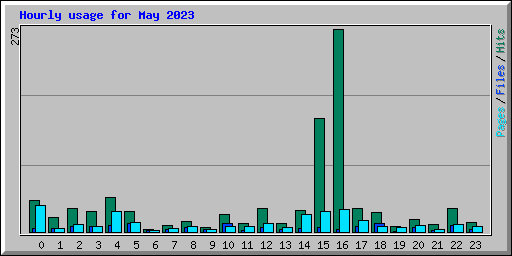 Hourly usage for May 2023
273
Pages/Files/Hits
0 1 2 3 4 5 6 7 8 9 10 11 12 13 14 15 16 17 18 19 20 21 22 23